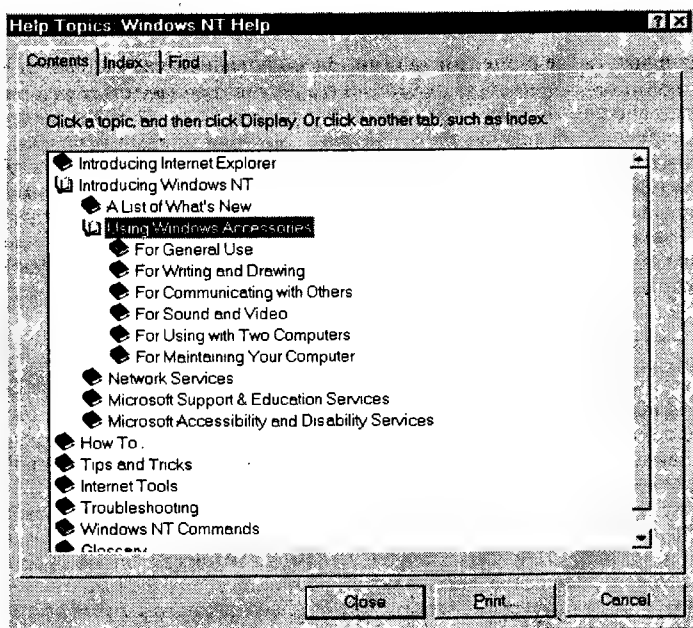 Help Topics: Windows NT Help
Contents Index Find
Click a topic, and then click Display. Or click another tab, such as Index.
Introducing Internet Explorer
Introducing Windows NT
A List of What's New
Using Windows Accessories
For General Use
For Writing and Drawing
For Communicating with Others
For Sound and Video
For Using with Two Computers
For Maintaining Your Computer
Network Services
Microsoft Support & Education Services
Microsoft Accessibility and Disability Services
How To...
Tips and Tricks
Internet Tools
Troubleshooting
Windows NT Commands
Glossary
Close Print... Cancel